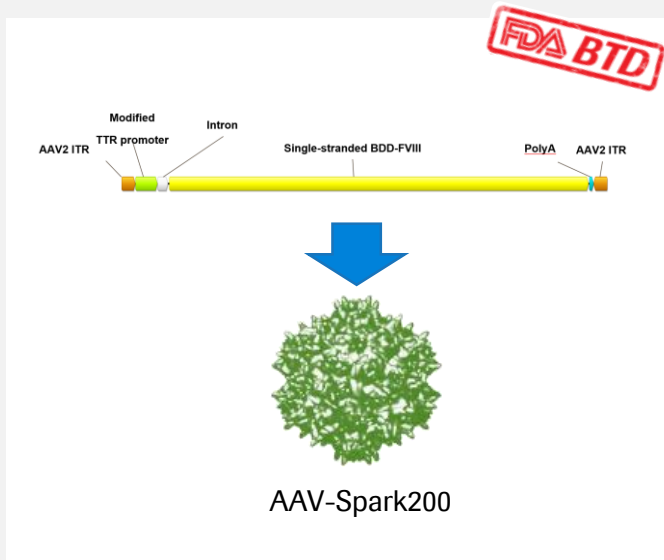 FDA BTD
Modified
TTR promoter
Intron
AAV2 ITR
Single-stranded BDD-FVIII
PolyA
AAV2 ITR
AAV-Spark200